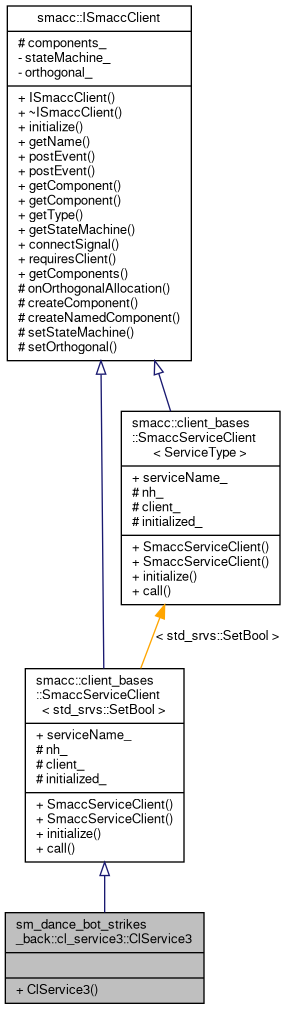 smacc::ISmaccClient
# components_
- stateMachine_
- orthogonal_
+ ISmaccClient()
+ ~ISmaccClient()
+ initialize()
+ getName()
+ postEvent()
+ postEvent()
+ getComponent()
+ getComponent()
+ getType()
+ getStateMachine()
+ connectSignal()
+ requiresClient()
+ getComponents()
# onOrthogonalAllocation()
# createComponent()
# createNamedComponent()
# setStateMachine()
# setOrthogonal()
smacc::client_bases
::SmaccServiceClient
< ServiceType >
+ serviceName_
# nh_
# client_
# initialized_
+ SmaccServiceClient()
+ SmaccServiceClient()
+ initialize()
+ call()
< std_srvs::SetBool >
smacc::client_bases
::SmaccServiceClient
< std_srvs::SetBool >
+ serviceName_
# nh_
# client_
# initialized_
+ SmaccServiceClient()
+ SmaccServiceClient()
+ initialize()
+ call()
sm_dance_bot_strikes
_back::cl_service3::ClService3
+ ClService3()